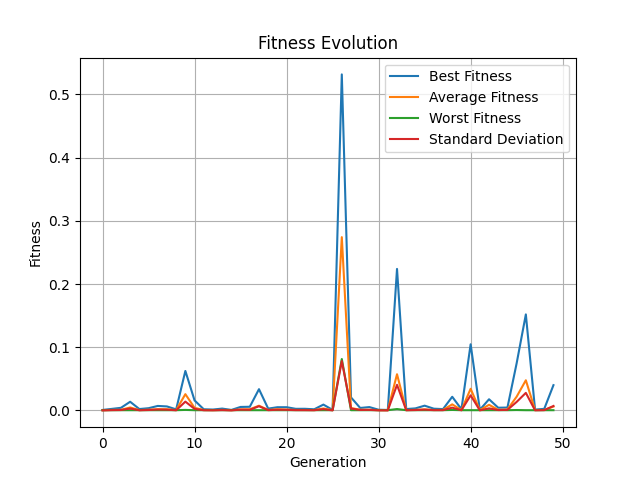 Fitness Evolution
Best Fitness
Average Fitness
Worst Fitness
Standard Deviation
Fitness
0.5
0.4
0.3
0.2
0.1
0.0
0 10 20 30 40 50
Generation